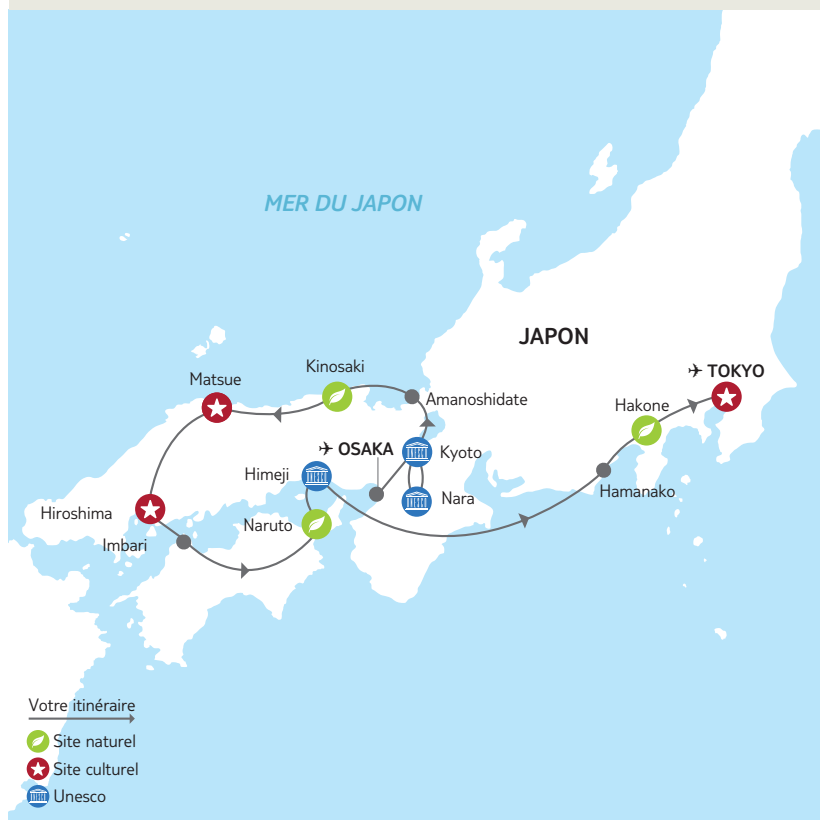 MER DU JAPON
JAPON
Kinosaki
Matsue
Amanoshidate
TOKYO
Hakone
OSAKA
Kyoto
Himeji
Nara
Hamanako
Hiroshima
Naruto
Imbari
Votre itinéraire
Site naturel
Site culturel
Unesco